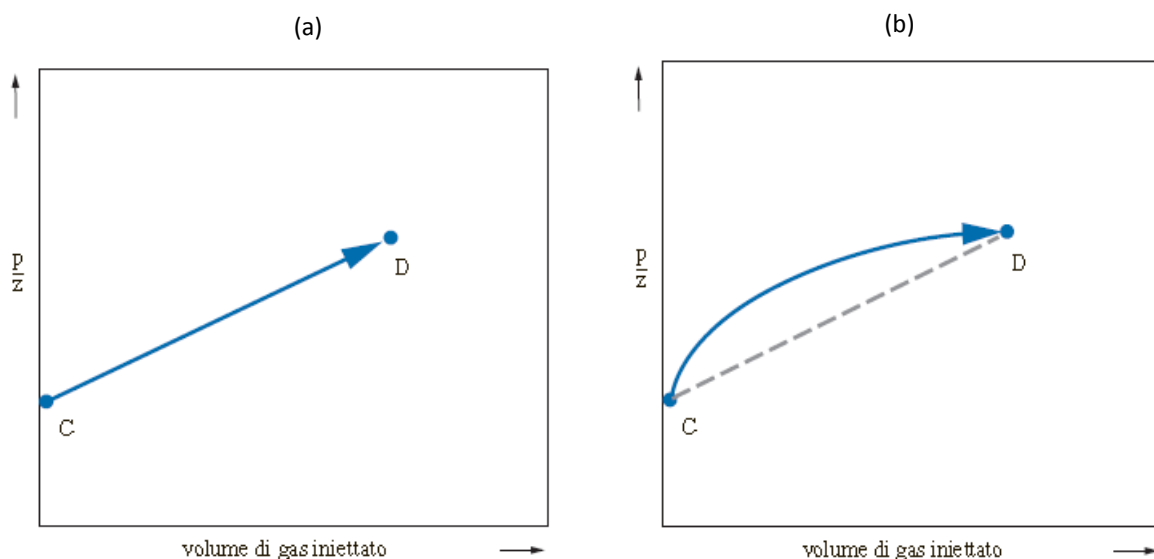 (a)
p
z
C
D
volume di gas iniettato
(b)
p
z
C
D
volume di gas iniettato